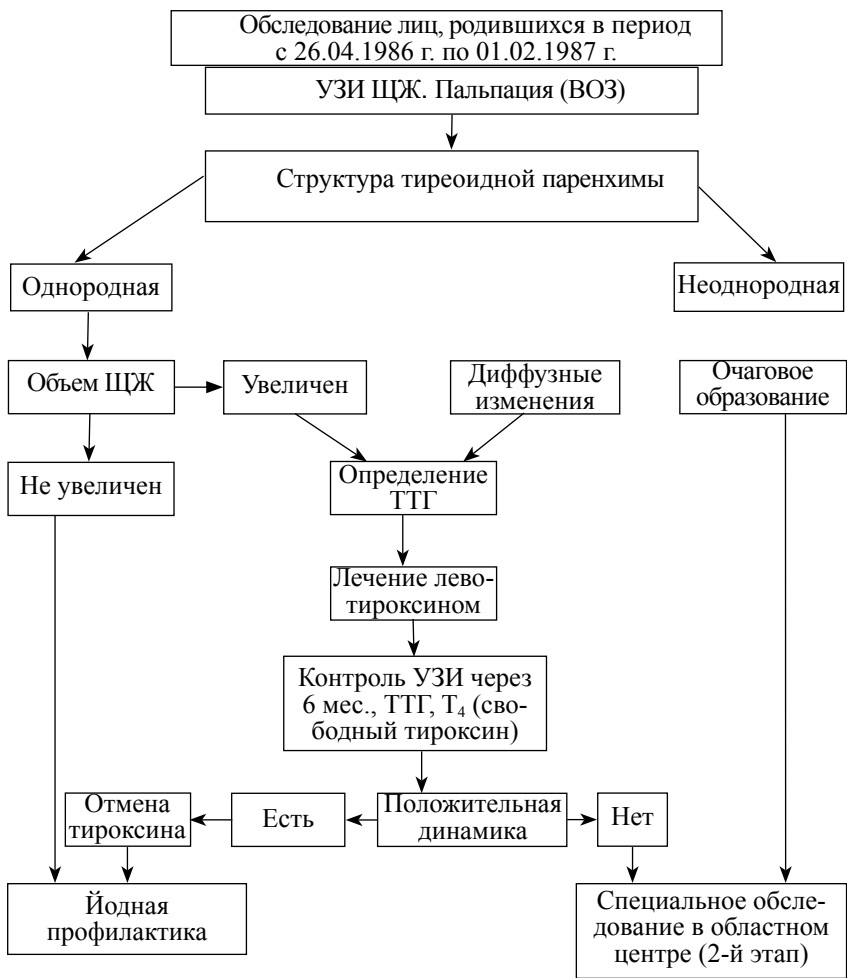 Обследование лиц, родившихся в период
с 26.04.1986 г. по 01.02.1987 г.
УЗИ ЩЖ. Пальпация (ВОЗ)
Структура тиреоидной паренхимы
Однородная
Неоднородная
Объем ЩЖ
Увеличен
Диффузные
изменения
Очаговое
образование
Не увеличен
Определение
ТТГ
Лечение лево-
тироксином
Контроль УЗИ через
6 мес., ТТГ, Т₄ (сво-
бодный тироксин)
Отмена
тироксина
Есть
Положительная
динамика
Нет
Йодная
профилактика
Специальное обсле-
дование в областном
центре (2-й этап)